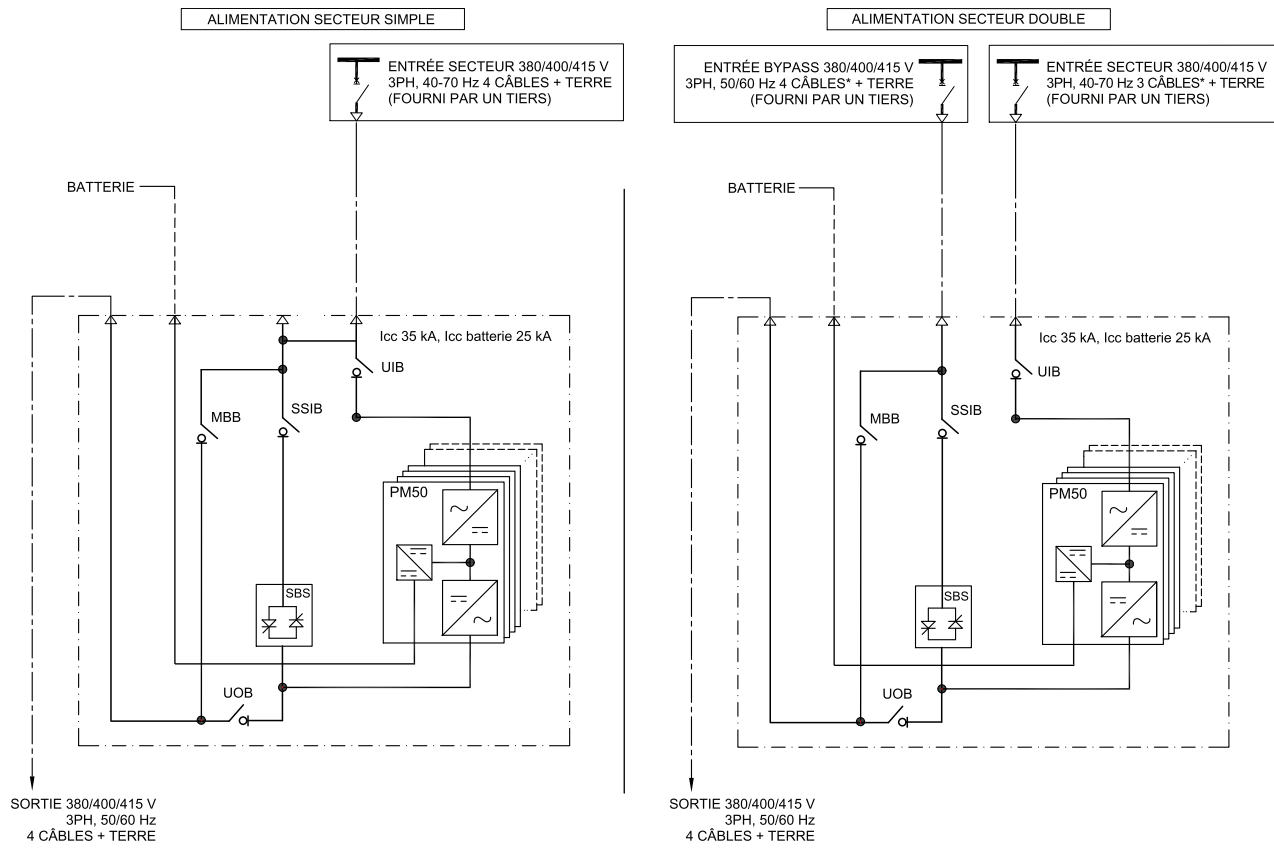 ALIMENTATION SECTEUR SIMPLE
ENTRÉE SECTEUR 380/400/415 V
3PH, 40-70 Hz 4 CÂBLES + TERRE
(FOURNI PAR UN TIERS)
BATTERIE
Icc 35 kA, Icc batterie 25 kA
UIB
MBB
SSIB
PM50
SBS
UOB
SORTIE 380/400/415 V
3PH, 50/60 Hz
4 CÂBLES + TERRE
ALIMENTATION SECTEUR DOUBLE
ENTRÉE BYPASS 380/400/415 V
3PH, 50/60 Hz 4 CÂBLES* + TERRE
(FOURNI PAR UN TIERS)
ENTRÉE SECTEUR 380/400/415 V
3PH, 40-70 Hz 3 CÂBLES* + TERRE
(FOURNI PAR UN TIERS)
BATTERIE
Icc 35 kA, Icc batterie 25 kA
UIB
MBB
SSIB
PM50
SBS
UOB
SORTIE 380/400/415 V
3PH, 50/60 Hz
4 CÂBLES + TERRE